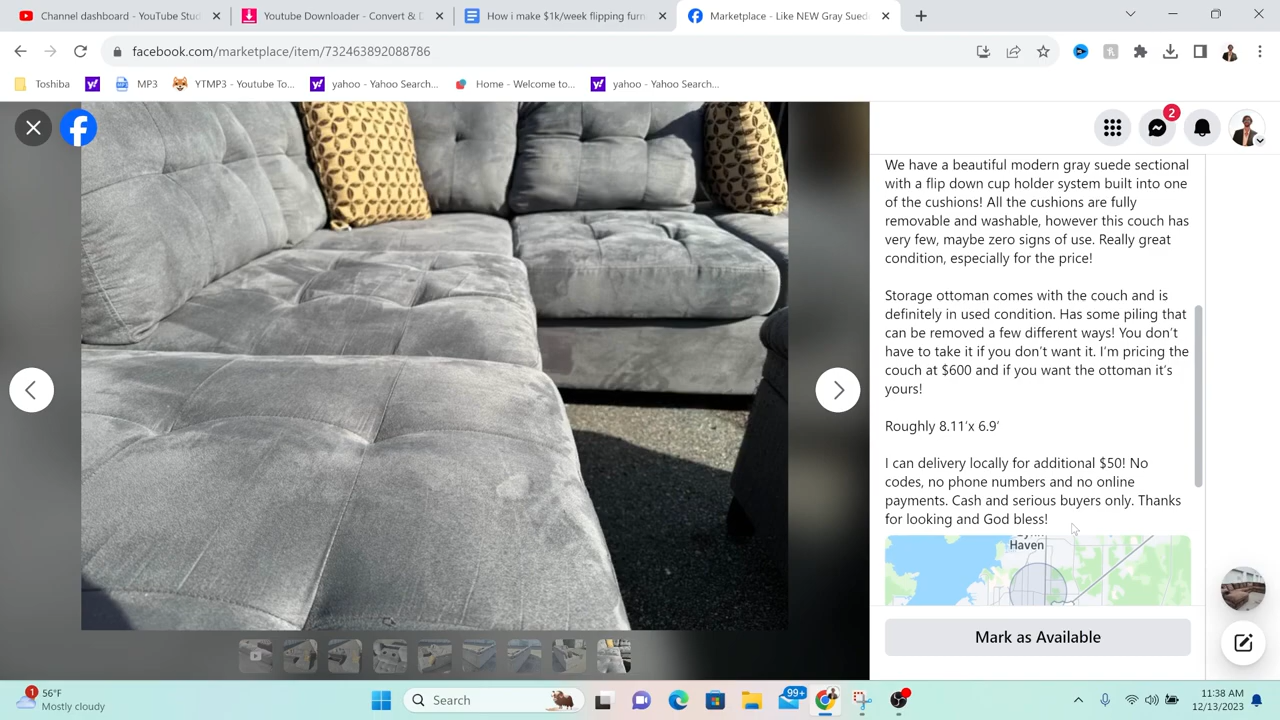 Channel dashboard - YouTube Stu
Youtube Downloader - Convert & D
How i make $1k/week flipping furn
Marketplace - Like NEW Gray Sued
facebook.com/marketplace/item/732463892088786
Toshiba
MP3
YTMP3 - Youtube To...
yahoo - Yahoo Search...
Home - Welcome to...
yahoo - Yahoo Search...
2
We have a beautiful modern gray suede sectional
with a flip down cup holder system built into one
of the cushions! All the cushions are fully
removable and washable, however this couch has
very few, maybe zero signs of use. Really great
condition, especially for the price!
Storage ottoman comes with the couch and is
definitely in used condition. Has some piling that
can be removed a few different ways! You don't
have to take it if you don't want it. I'm pricing the
couch at $600 and if you want the ottoman it's
yours!
Roughly 8.11'x 6.9'
I can delivery locally for additional $50! No
codes, no phone numbers and no online
payments. Cash and serious buyers only. Thanks
for looking and God bless!
Haven
Mark as Available
1
56°F
Mostly cloudy
Search
99+
11:38 AM
12/13/2023